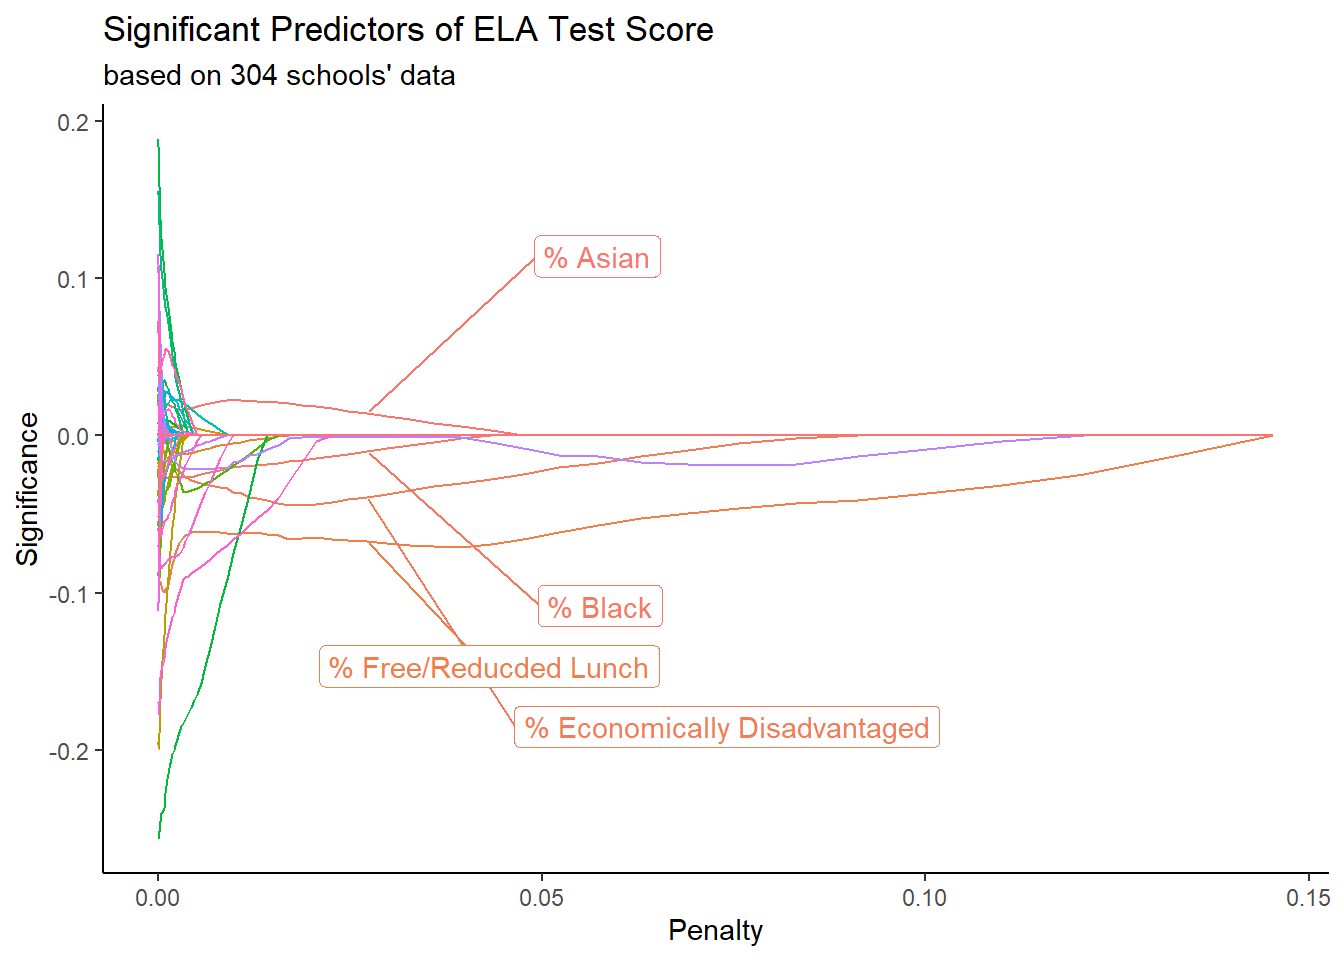 Significant Predictors of ELA Test Score
based on 304 schools' data
0.2
0.1
0.0
-0.1
-0.2
Significance
% Asian
% Black
% Free/Reducded Lunch
% Economically Disadvantaged
0.00
0.05
0.10
0.15
Penalty